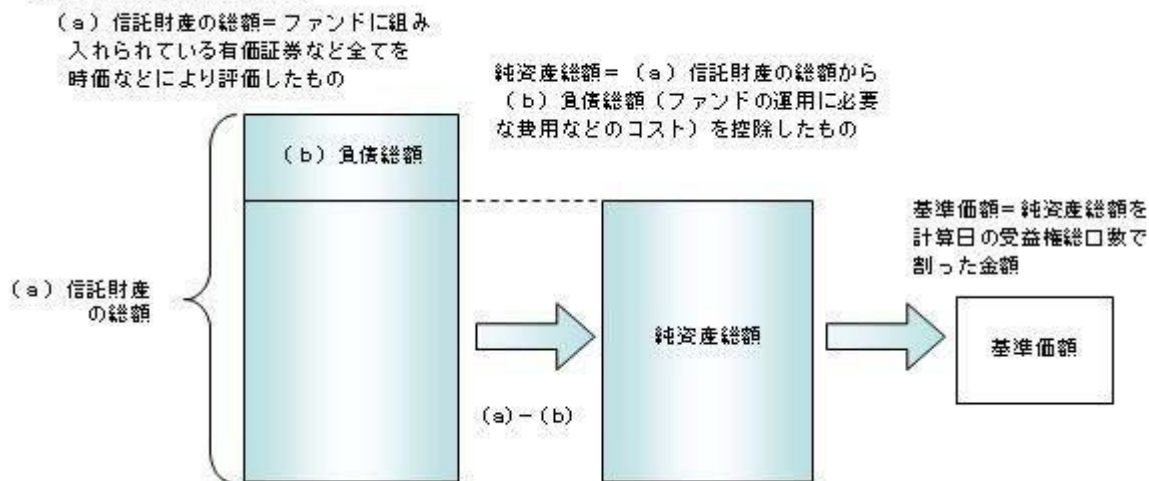 （a）信託財産の総額＝ファンドに組み
入れられている有価証券など全てを
時価などにより評価したもの
純資産総額＝（a）信託財産の総額から
（b）負債総額（ファンドの運用に必要
な費用などのコスト）を控除したもの
（b）負債総額
基準価額＝純資産総額を
計算日の受益権総口数で
割った金額
（a）信託財産
の総額
純資産総額
基準価額
(a)－(b)